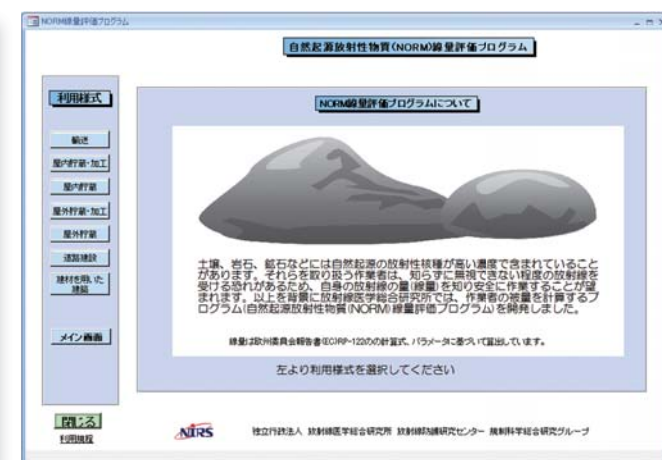 NORM線量評価プログラム
自然起源放射性物質(NORM)線量評価プログラム
利用様式
NORM線量評価プログラムについて
輸送
屋内貯蔵・加工
屋内貯蔵
屋外貯蔵・加工
屋外貯蔵
道路建設
建材を用いた
建築
メイン画面
土壌、岩石、鉱石などには自然起源の放射性核種が高い濃度で含まれていること
があります。それらを取り扱う作業者は、知らずに無視できない程度の放射線を
受ける恐れがあるため、自身の放射線の量(線量)を知り安全に作業することが望
まれます。以上を背景に放射線医学総合研究所では、作業者の被量を計算するプ
ログラム(自然起源放射性物質(NORM)線量評価プログラム)を開発しました。
線量は欧州委員会報告書(EC)RP-122のの計算式、パラメータに基づいて算出しています。
左より利用様式を選択してください
閉じる
利用規程
NIRS
独立行政法人 放射線医学総合研究所 放射線防護研究センター 規制科学総合研究グループ